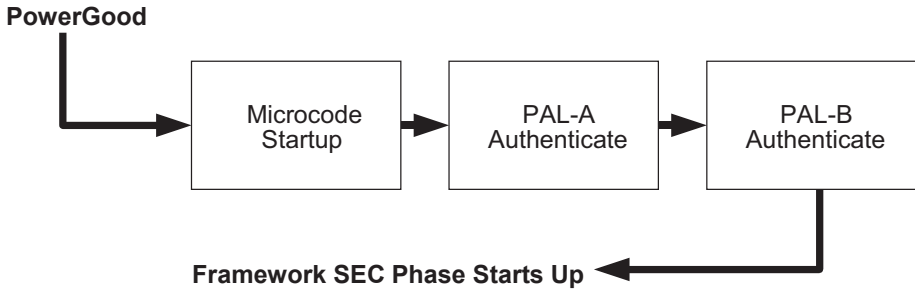 PowerGood
Microcode
Startup
PAL-A
Authenticate
PAL-B
Authenticate
Framework SEC Phase Starts Up